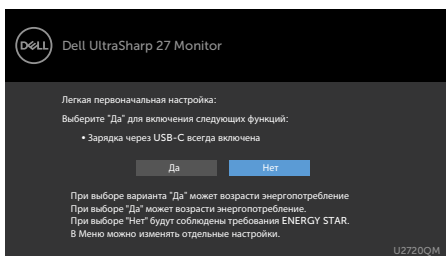 DELL
Dell UltraSharp 27 Monitor
Легкая первоначальная настройка:
Выберите "Да" для включения следующих функций:
• Зарядка через USB-C всегда включена
Да Нет
При выборе варианта "Да" может возрасти энергопотребление
При выборе "Да" может возрасти энергопотребление.
При выборе "Нет" будут соблюдены требования ENERGY STAR.
В Меню можно изменять отдельные настройки.
U2720QM